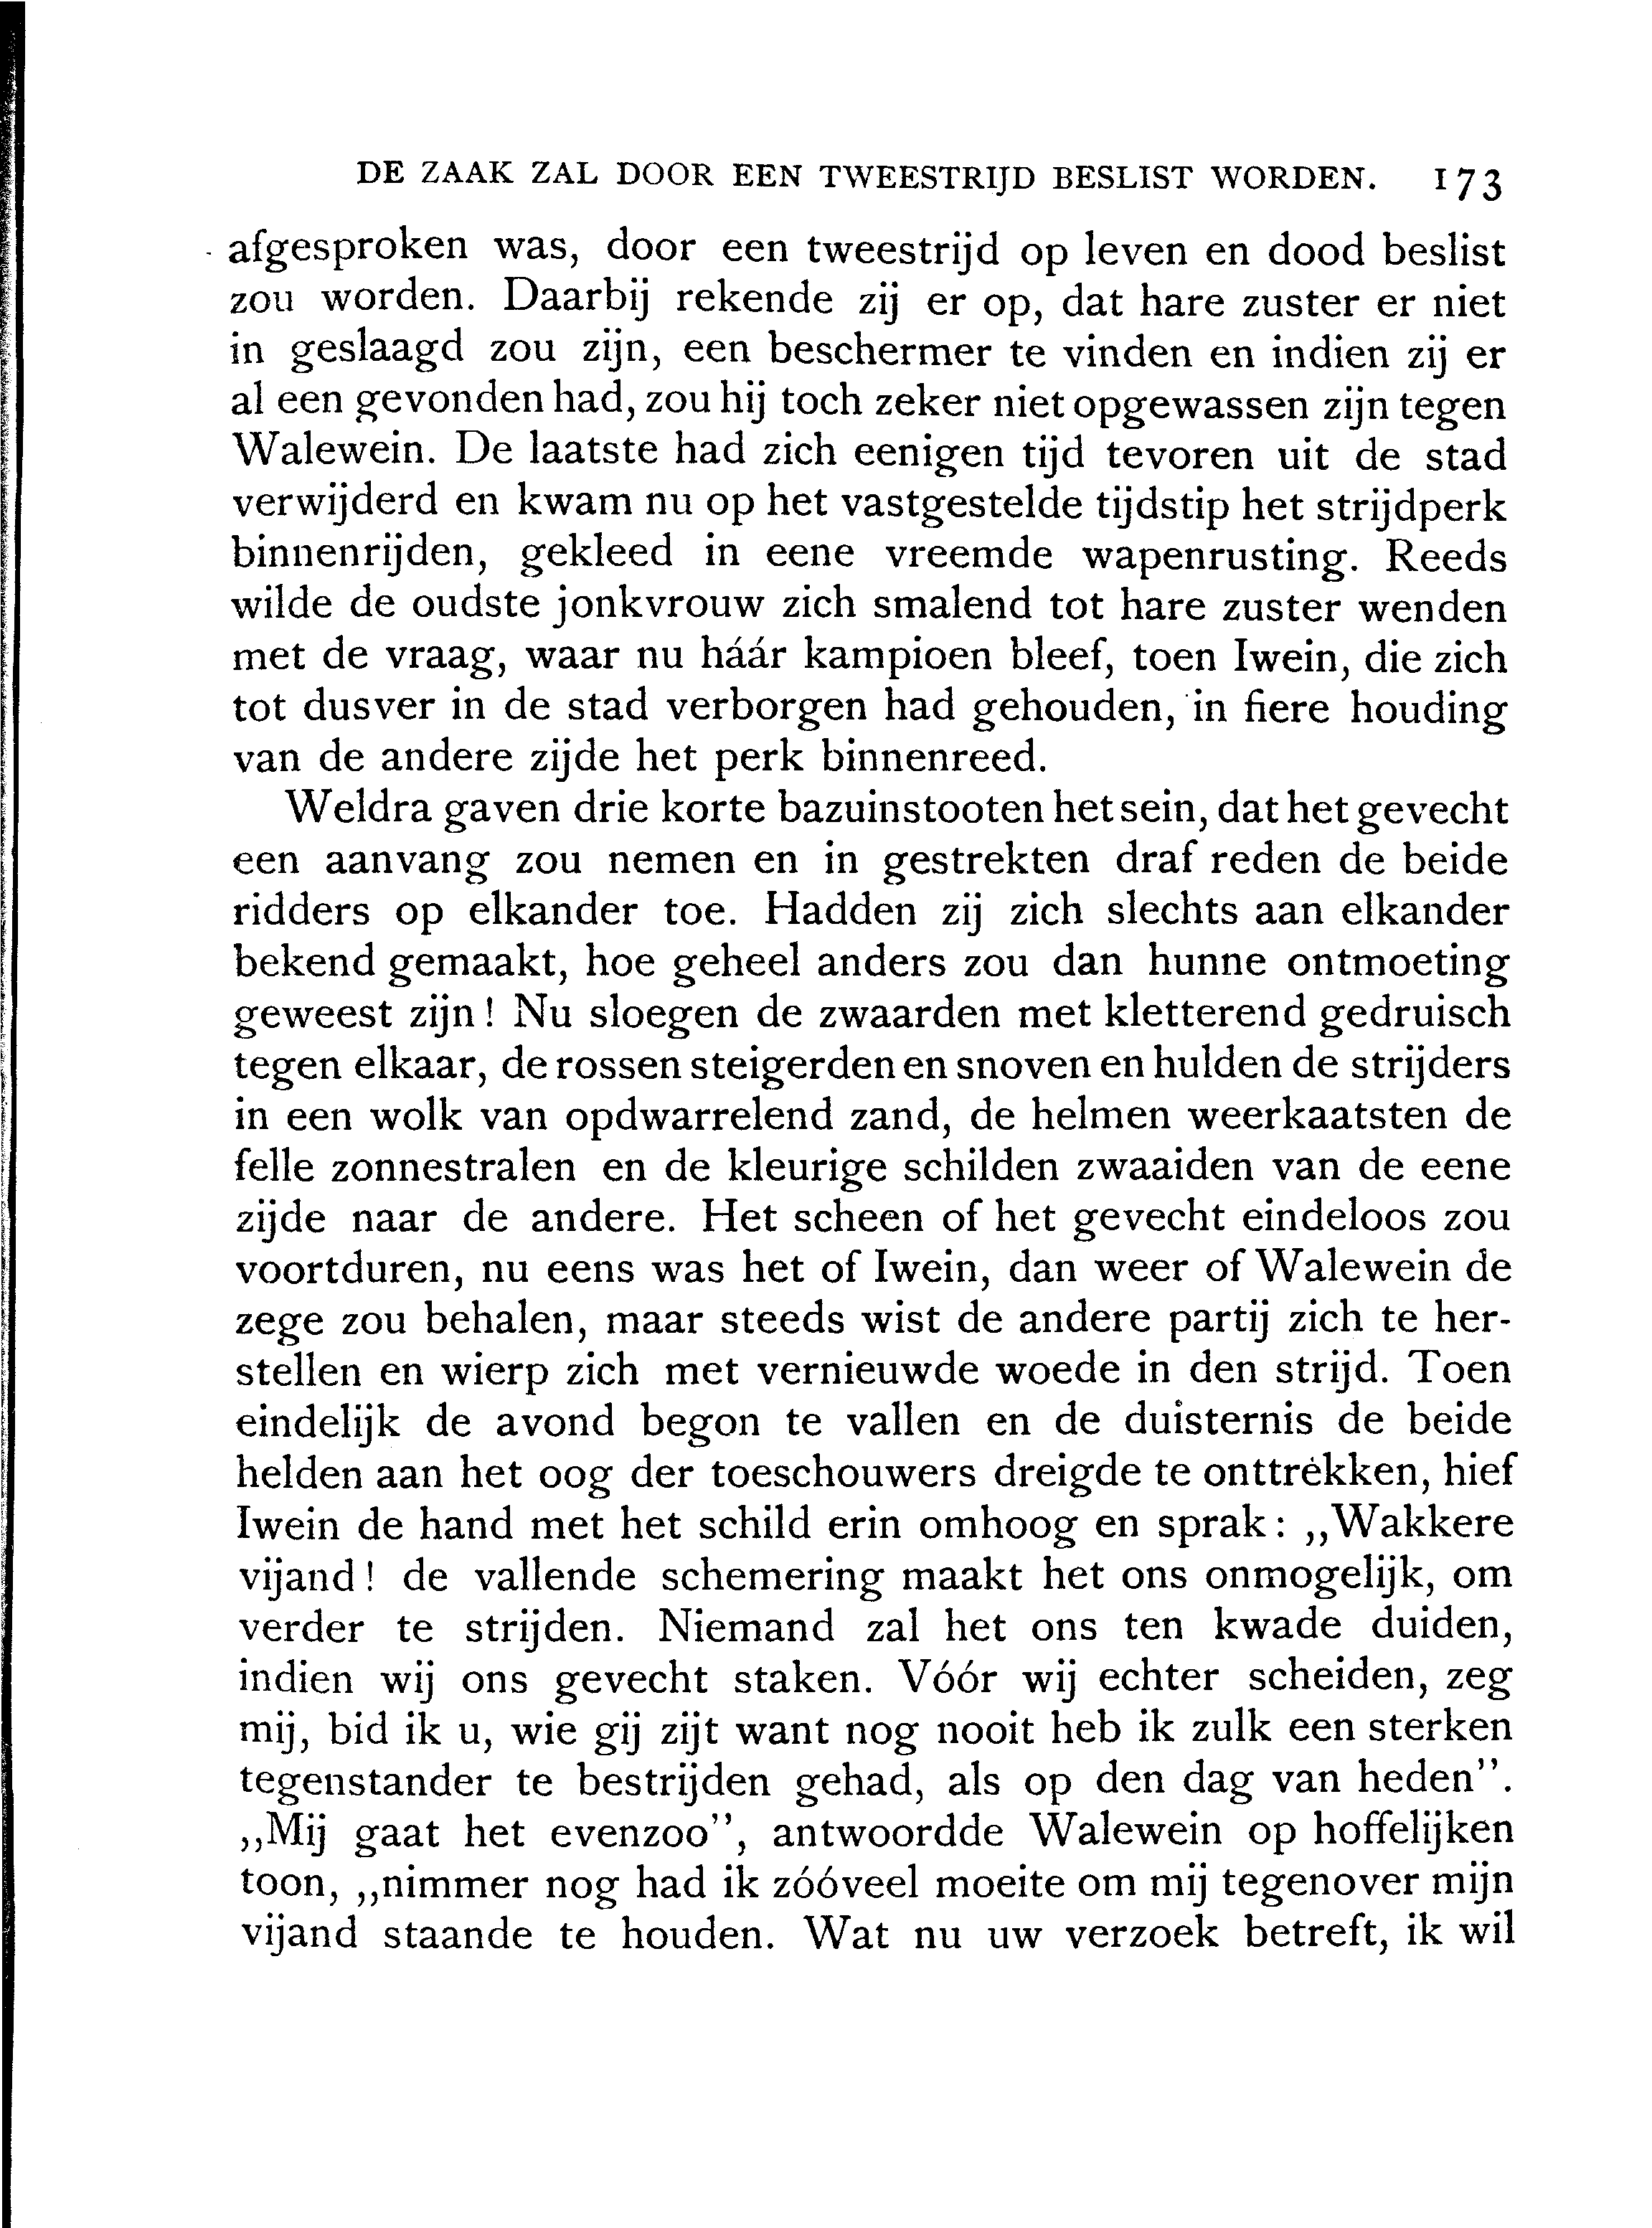 DE ZAAK ZAL DOOR EEN TWEESTRIJD BESLIST WORDEN. 173
afgesproken was, door een tweestrijd op leven en dood beslist
zou worden. Daarbij rekende zij er op, dat hare zuster er niet
in geslaagd zou zijn, een beschermer te vinden en indien zij er
al een gevonden had, zou hij toch zeker niet opgewassen zijn tegen
Walewein. De laatste had zich eenigen tijd tevoren uit de stad
verwijderd en kwam nu op het vastgestelde tijdstip het strijdperk
binnenrijden, gekleed in eene vreemde wapenrusting. Reeds
wilde de oudste jonkvrouw zich smalend tot hare zuster wenden
met de vraag, waar nu háár kampioen bleef, toen Iwein, die zich
tot dusver in de stad verborgen had gehouden, in fiere houding
van de andere zijde het perk binnenreed.
Weldra gaven drie korte bazuinstooten het sein, dat het gevecht
een aanvang zou nemen en in gestrekten draf reden de beide
ridders op elkander toe. Hadden zij zich slechts aan elkander
bekend gemaakt, hoe geheel anders zou dan hunne ontmoeting
geweest zijn! Nu sloegen de zwaarden met kletterend gedruisch
tegen elkaar, de rossen steigerden en snoven en hulden de strijders
in een wolk van opdwarrelend zand, de helmen weerkaatsten de
felle zonnestralen en de kleurige schilden zwaaiden van de eene
zijde naar de andere. Het scheen of het gevecht eindeloos zou
voortduren, nu eens was het of Iwein, dan weer of Walewein de
zege zou behalen, maar steeds wist de andere partij zich te her-
stellen en wierp zich met vernieuwde woede in den strijd. Toen
eindelijk de avond begon te vallen en de duisternis de beide
helden aan het oog der toeschouwers dreigde te onttrekken, hief
Iwein de hand met het schild erin omhoog en sprak: „Wakkere
vijand! de vallende schemering maakt het ons onmogelijk, om
verder te strijden. Niemand zal het ons ten kwade duiden,
indien wij ons gevecht staken. Vóór wij echter scheiden, zeg
mij, bid ik u, wie gij zijt want nog nooit heb ik zulk een sterken
tegenstander te bestrijden gehad, als op den dag van heden”.
„Mij gaat het evenzoo”, antwoordde Walewein op hoffelijken
toon, „nimmer nog had ik zóóveel moeite om mij tegenover mijn
vijand staande te houden. Wat nu uw verzoek betreft, ik wil